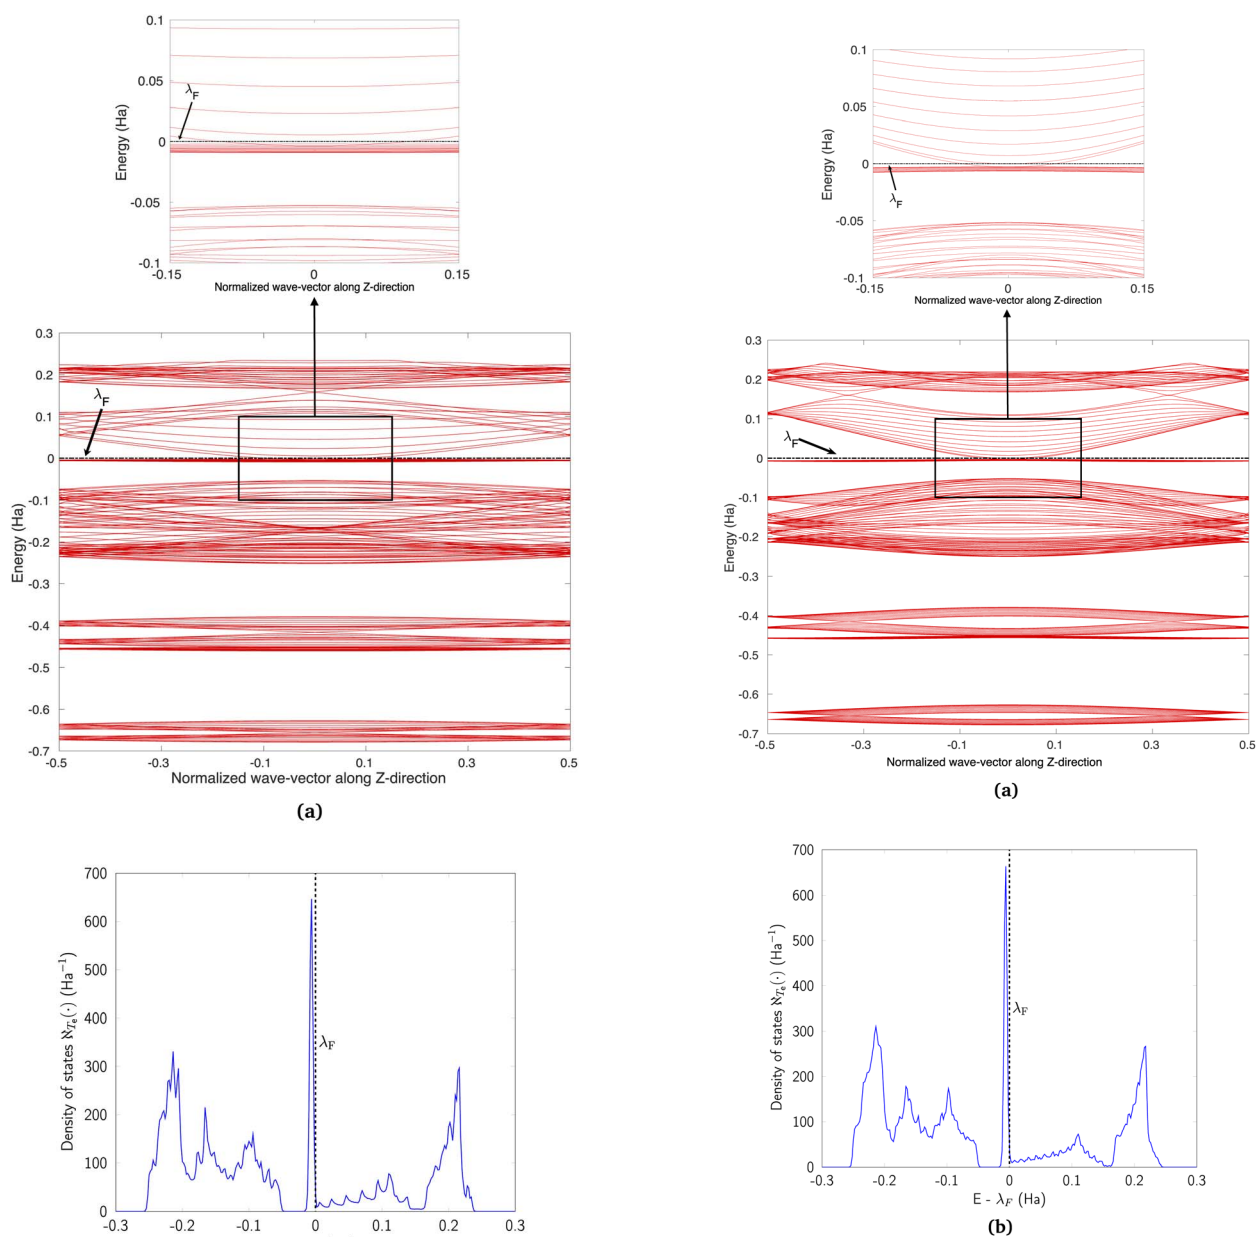 0.1
0.05
0
-0.05
-0.1
λF
Energy (Ha)
-0.15 0 0.15
Normalized wave-vector along Z-direction
0.3
0.2
0.1
0
-0.1
-0.2
-0.3
-0.4
-0.5
-0.6
-0.7
λF
Energy (Ha)
-0.5 -0.3 -0.1 0.1 0.3 0.5
Normalized wave-vector along Z-direction
(a)
0.1
0.05
0
-0.05
-0.1
λF
Energy (Ha)
-0.15 0 0.15
Normalized wave-vector along Z-direction
0.3
0.2
0.1
0
-0.1
-0.2
-0.3
-0.4
-0.5
-0.6
-0.7
λF
Energy (Ha)
-0.5 -0.3 -0.1 0.1 0.3 0.5
Normalized wave-vector along Z-direction
(a)
700
600
500
400
300
200
100
0
Density of states ℵTe(·) (Ha−1)
λF
-0.3 -0.2 -0.1 0 0.1 0.2 0.3
700
600
500
400
300
200
100
0
Density of states ℵTe(·) (Ha−1)
λF
-0.3 -0.2 -0.1 0 0.1 0.2 0.3
E - λF (Ha)
(b)